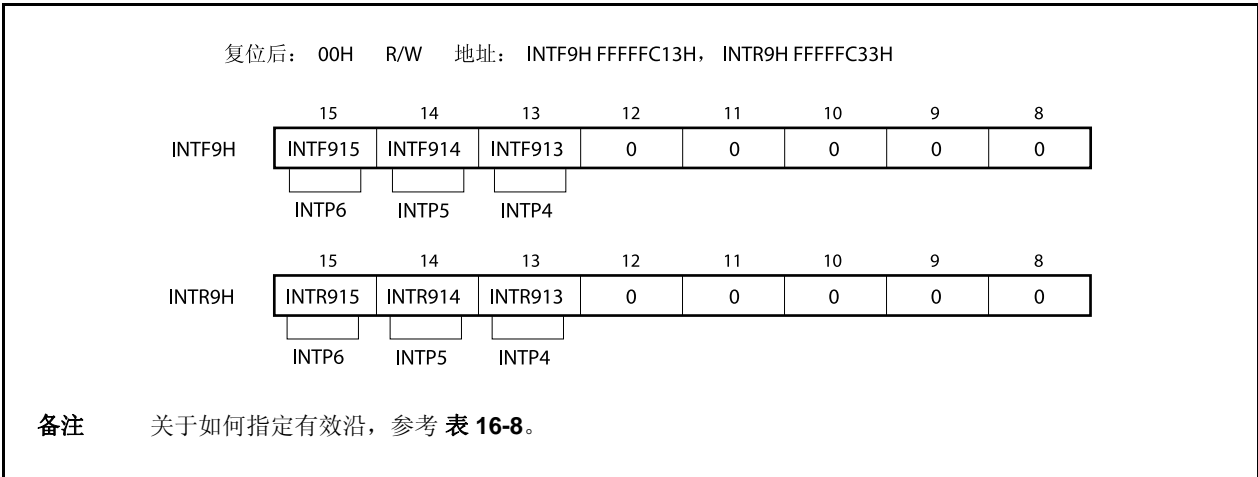 复位后： 00H R/W 地址： INTF9H FFFFFC13H， INTR9H FFFFFC33H
15 14 13 12 11 10 9 8
INTF9H INTF915 INTF914 INTF913 0 0 0 0 0
INTP6 INTP5 INTP4
15 14 13 12 11 10 9 8
INTR9H INTR915 INTR914 INTR913 0 0 0 0 0
INTP6 INTP5 INTP4
备注 关于如何指定有效沿，参考 表 16-8。